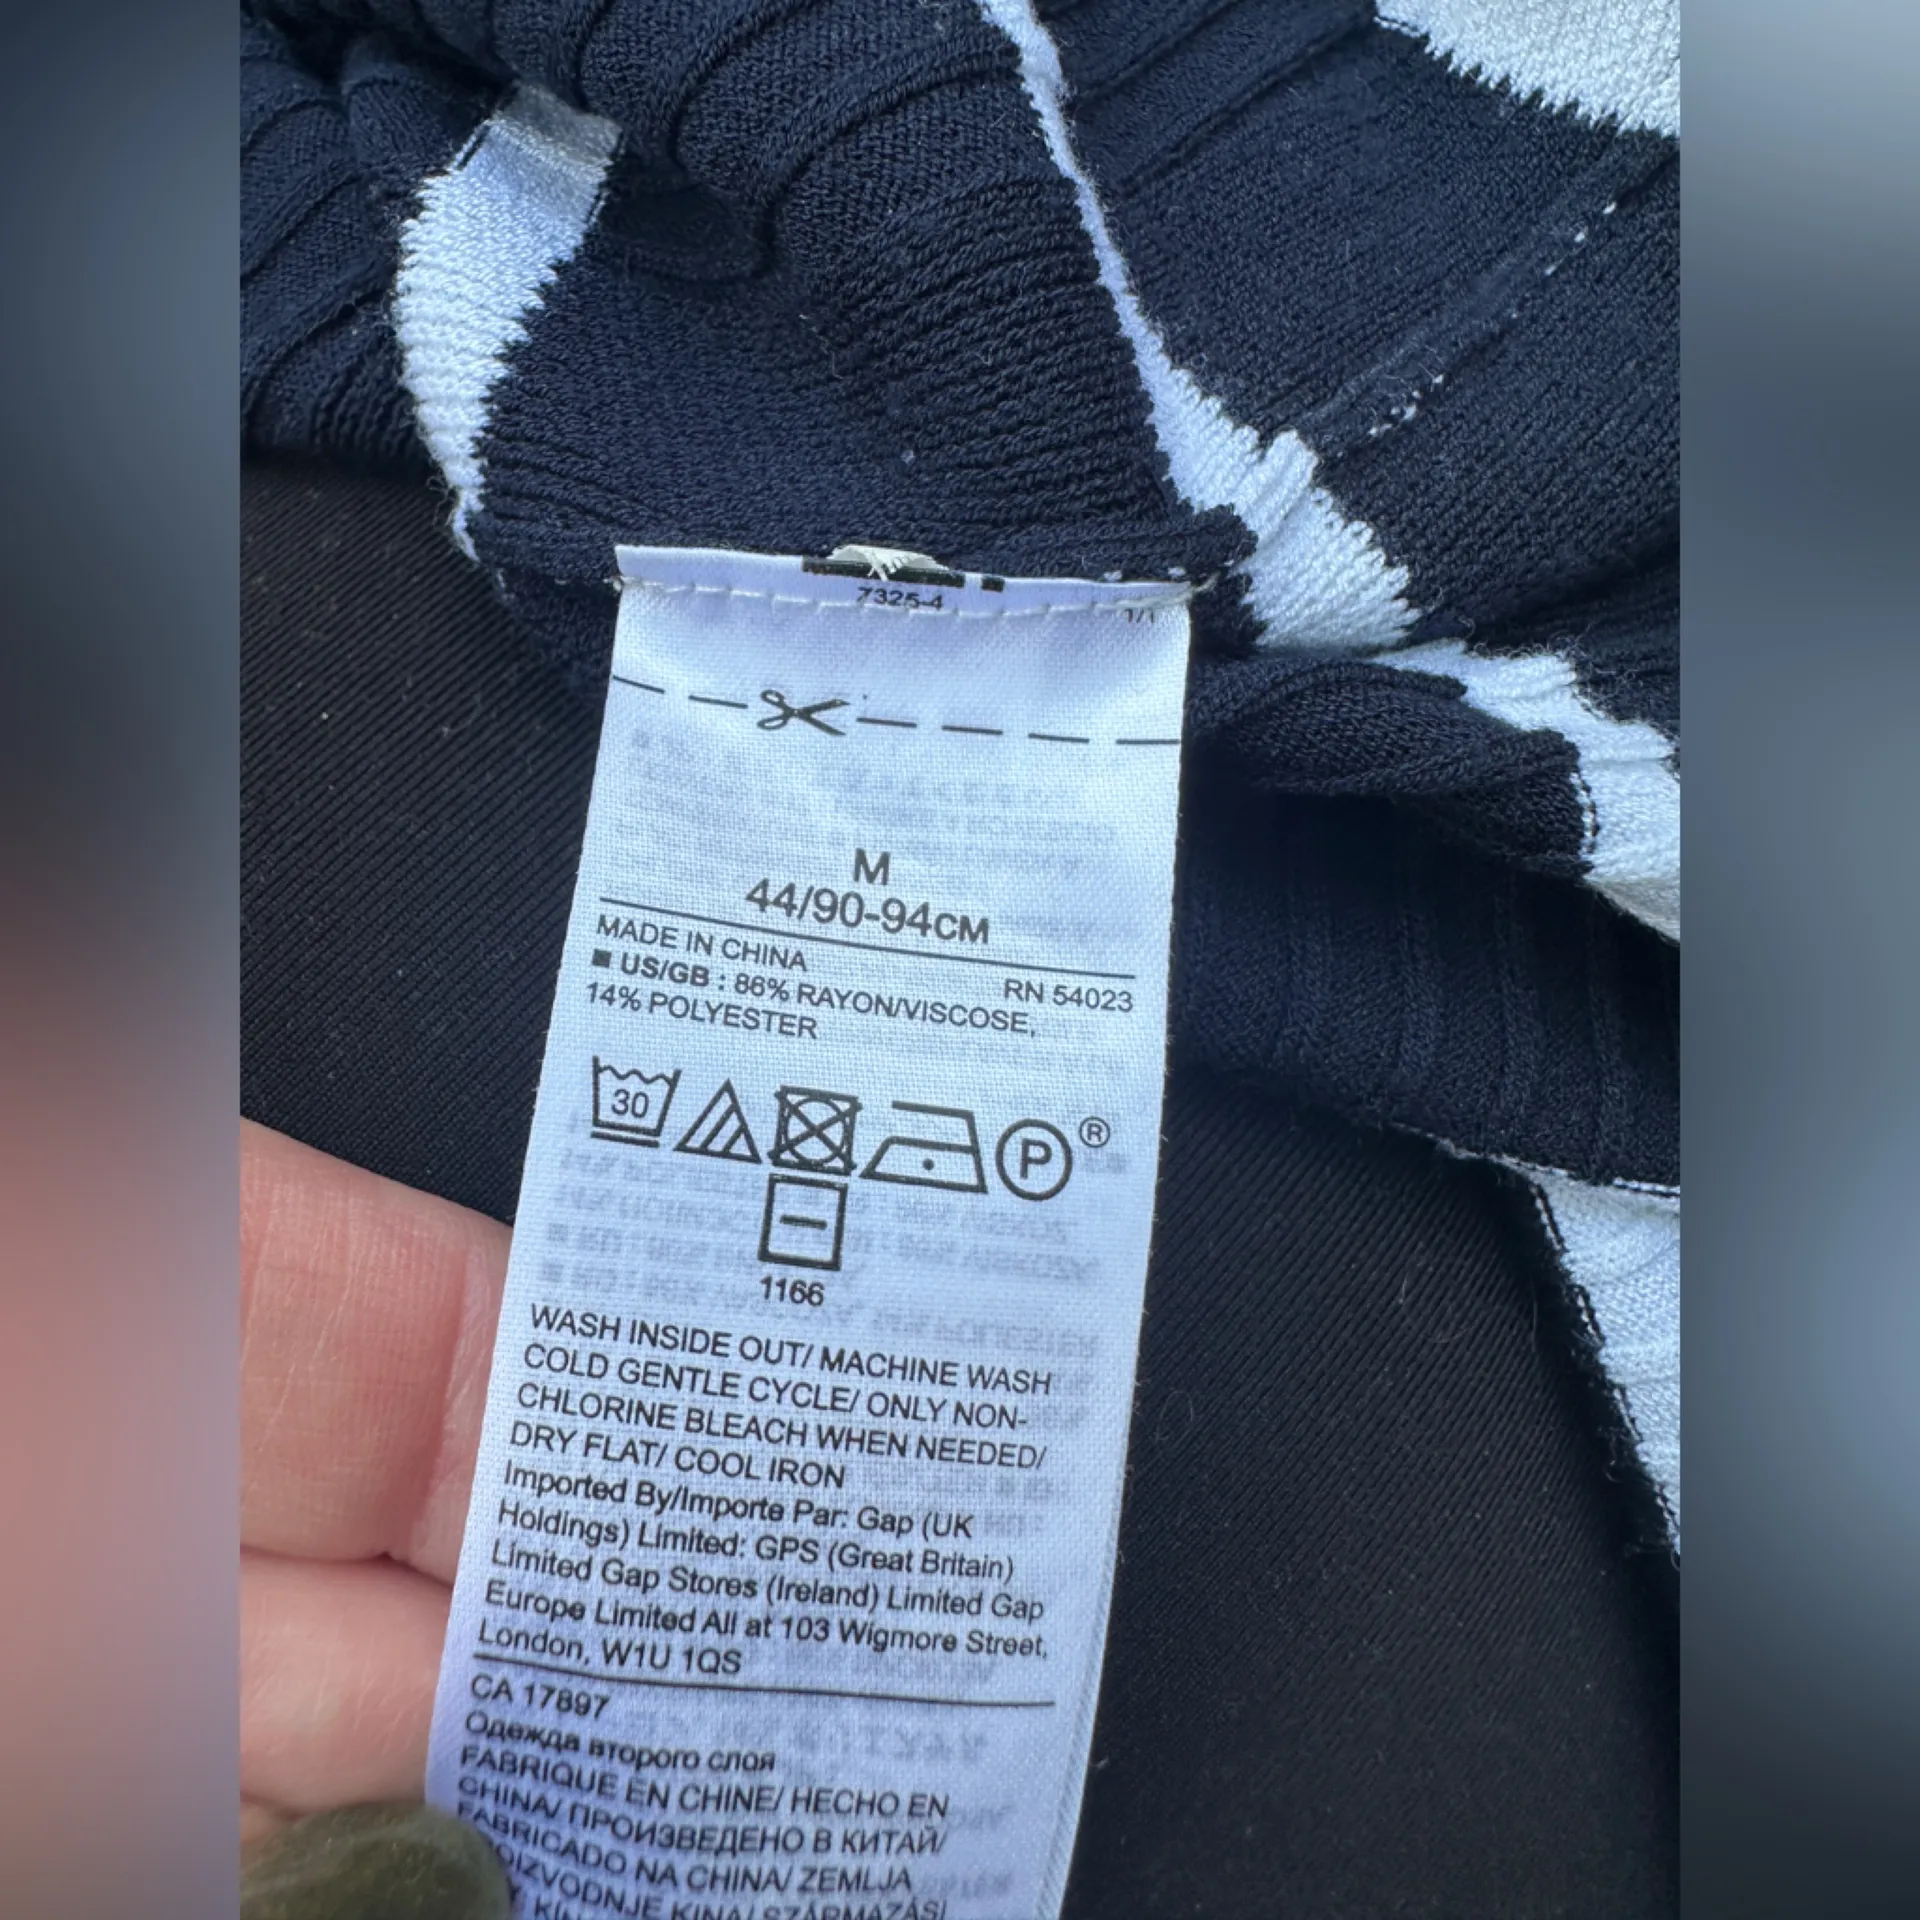 7325-4
1/1
M
44/90-94CM
MADE IN CHINA
RN 54023
■ US/GB : 86% RAYON/VISCOSE,
14% POLYESTER
30
P®
1166
WASH INSIDE OUT/ MACHINE WASH
COLD GENTLE CYCLE/ ONLY NON-
CHLORINE BLEACH WHEN NEEDED/
DRY FLAT/ COOL IRON
Imported By/Importe Par: Gap (UK
Holdings) Limited: GPS (Great Britain)
Limited Gap Stores (Ireland) Limited Gap
Europe Limited All at 103 Wigmore Street,
London, W1U 1QS
CA 17897
Одежда второго слоя
FABRIQUE EN CHINE/ HECHO EN
CHINA/ ПРОИЗВЕДЕНО В КИТАЙ/
FABRICADO NA CHINA/ ZEMLJA
KINA/ SZÁRMAZÁSI